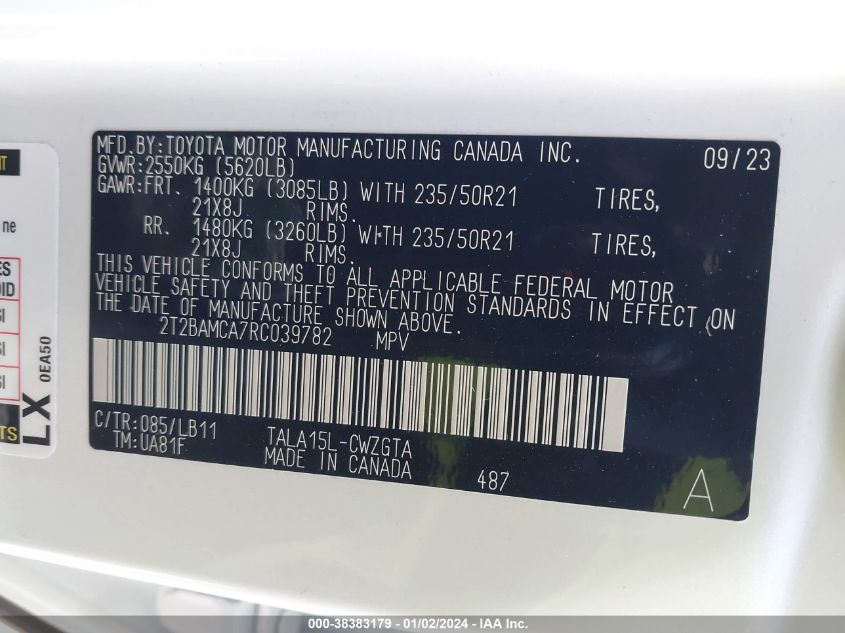 MFD.BY:TOYOTA MOTOR MANUFACTURING CANADA INC. 09/23
GVWR:2550KG (5620LB)
GAWR:FRT. 1400KG (3085LB) WITH 235/50R21 TIRES,
21X8J RIMS.
RR. 1480KG (3260LB) WITH 235/50R21 TIRES,
21X8J RIMS.
THIS VEHICLE CONFORMS TO ALL APPLICABLE FEDERAL MOTOR
VEHICLE SAFETY AND THEFT PREVENTION STANDARDS IN EFFECT ON
THE DATE OF MANUFACTURE SHOWN ABOVE.
2T2BAMCA7RC039782 MPV
C/TR:085/LB11 TALA15L-CWZGTA
TM:UA81F MADE IN CANADA 487
A
ne
LX
0EA50
000-38383179 - 01/02/2024 - IAA Inc.